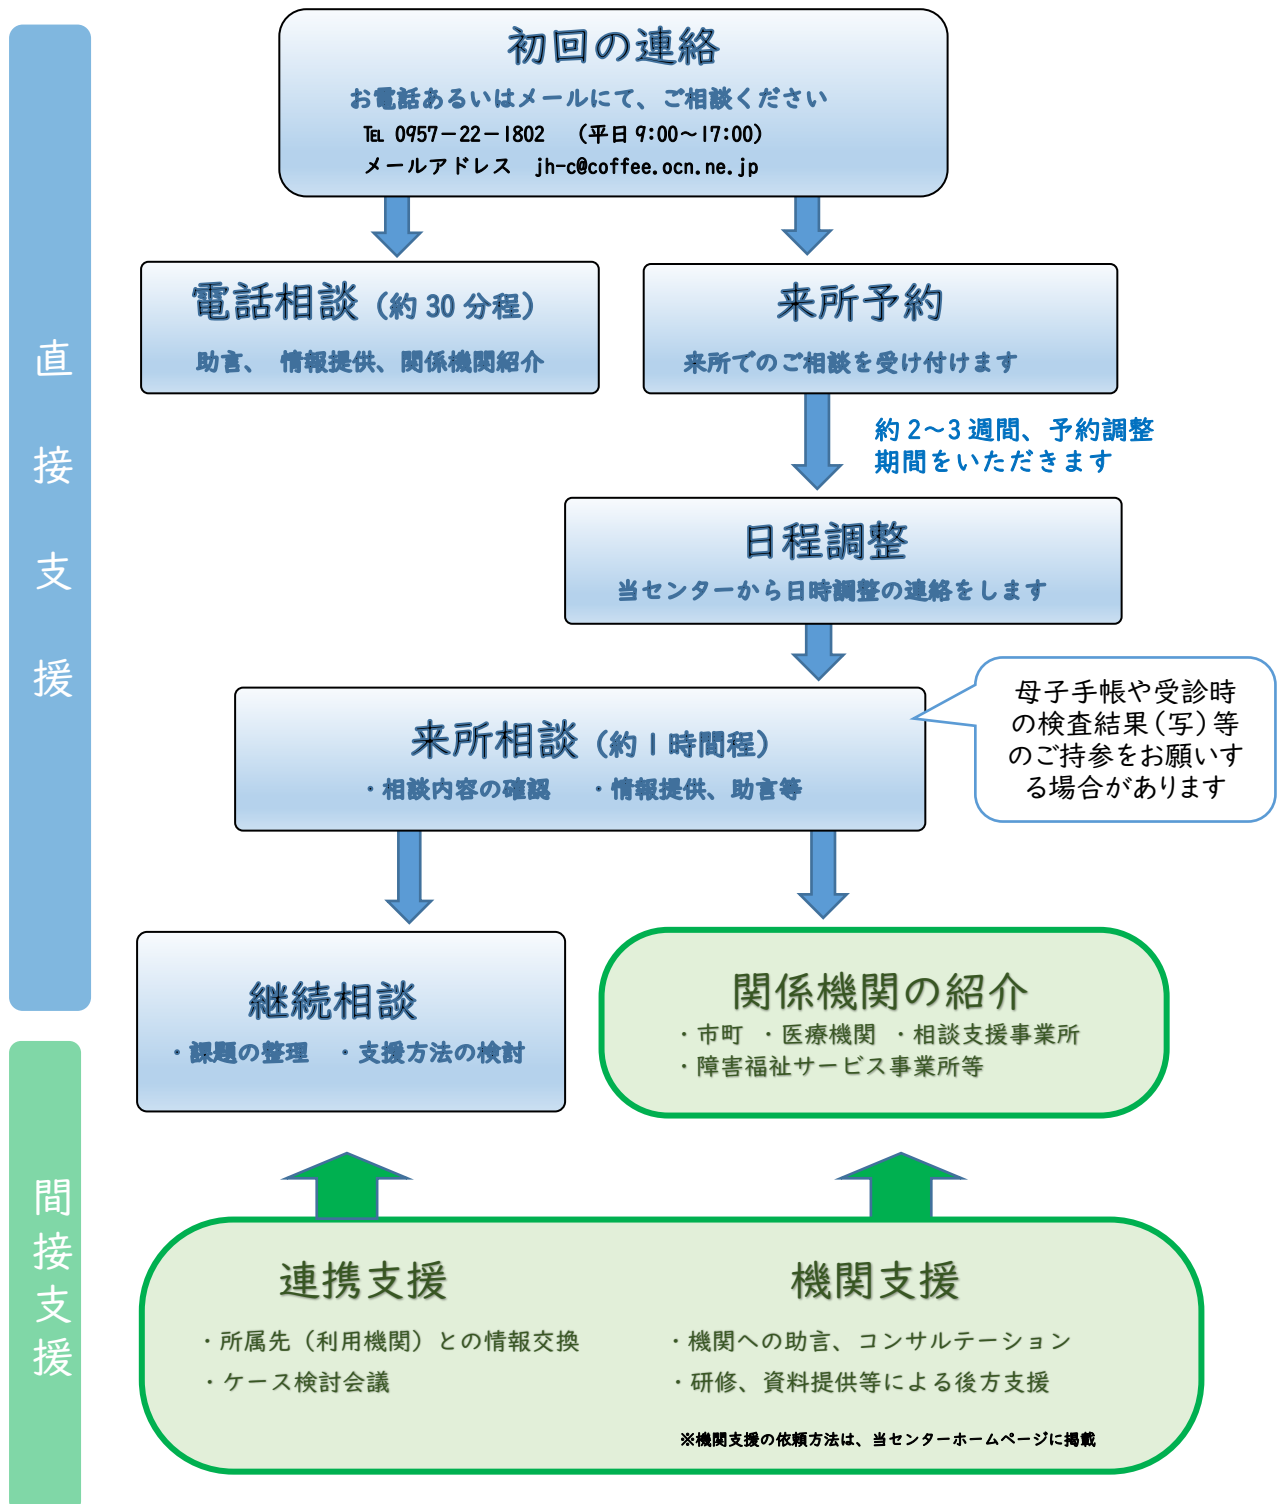 初回の連絡
お電話あるいはメールにて、ご相談ください
℡ 0957－22－1802 （平日 9:00～17:00）
メールアドレス jh-c@coffee.ocn.ne.jp
電話相談（約 30 分程）
助言、 情報提供、関係機関紹介
来所予約
来所でのご相談を受け付けます
約 2～3 週間、予約調整
期間をいただきます
日程調整
当センターから日時調整の連絡をします
来所相談（約 1 時間程）
・相談内容の確認 ・情報提供、助言等
母子手帳や受診時
の検査結果（写）等
のご持参をお願いす
る場合があります
継続相談
・課題の整理 ・支援方法の検討
関係機関の紹介
・市町 ・医療機関 ・相談支援事業所
・障害福祉サービス事業所等
直接支援
連携支援
・所属先（利用機関）との情報交換
・ケース検討会議
機関支援
・機関への助言、コンサルテーション
・研修、資料提供等による後方支援
※機関支援の依頼方法は、当センターホームページに掲載
間接支援